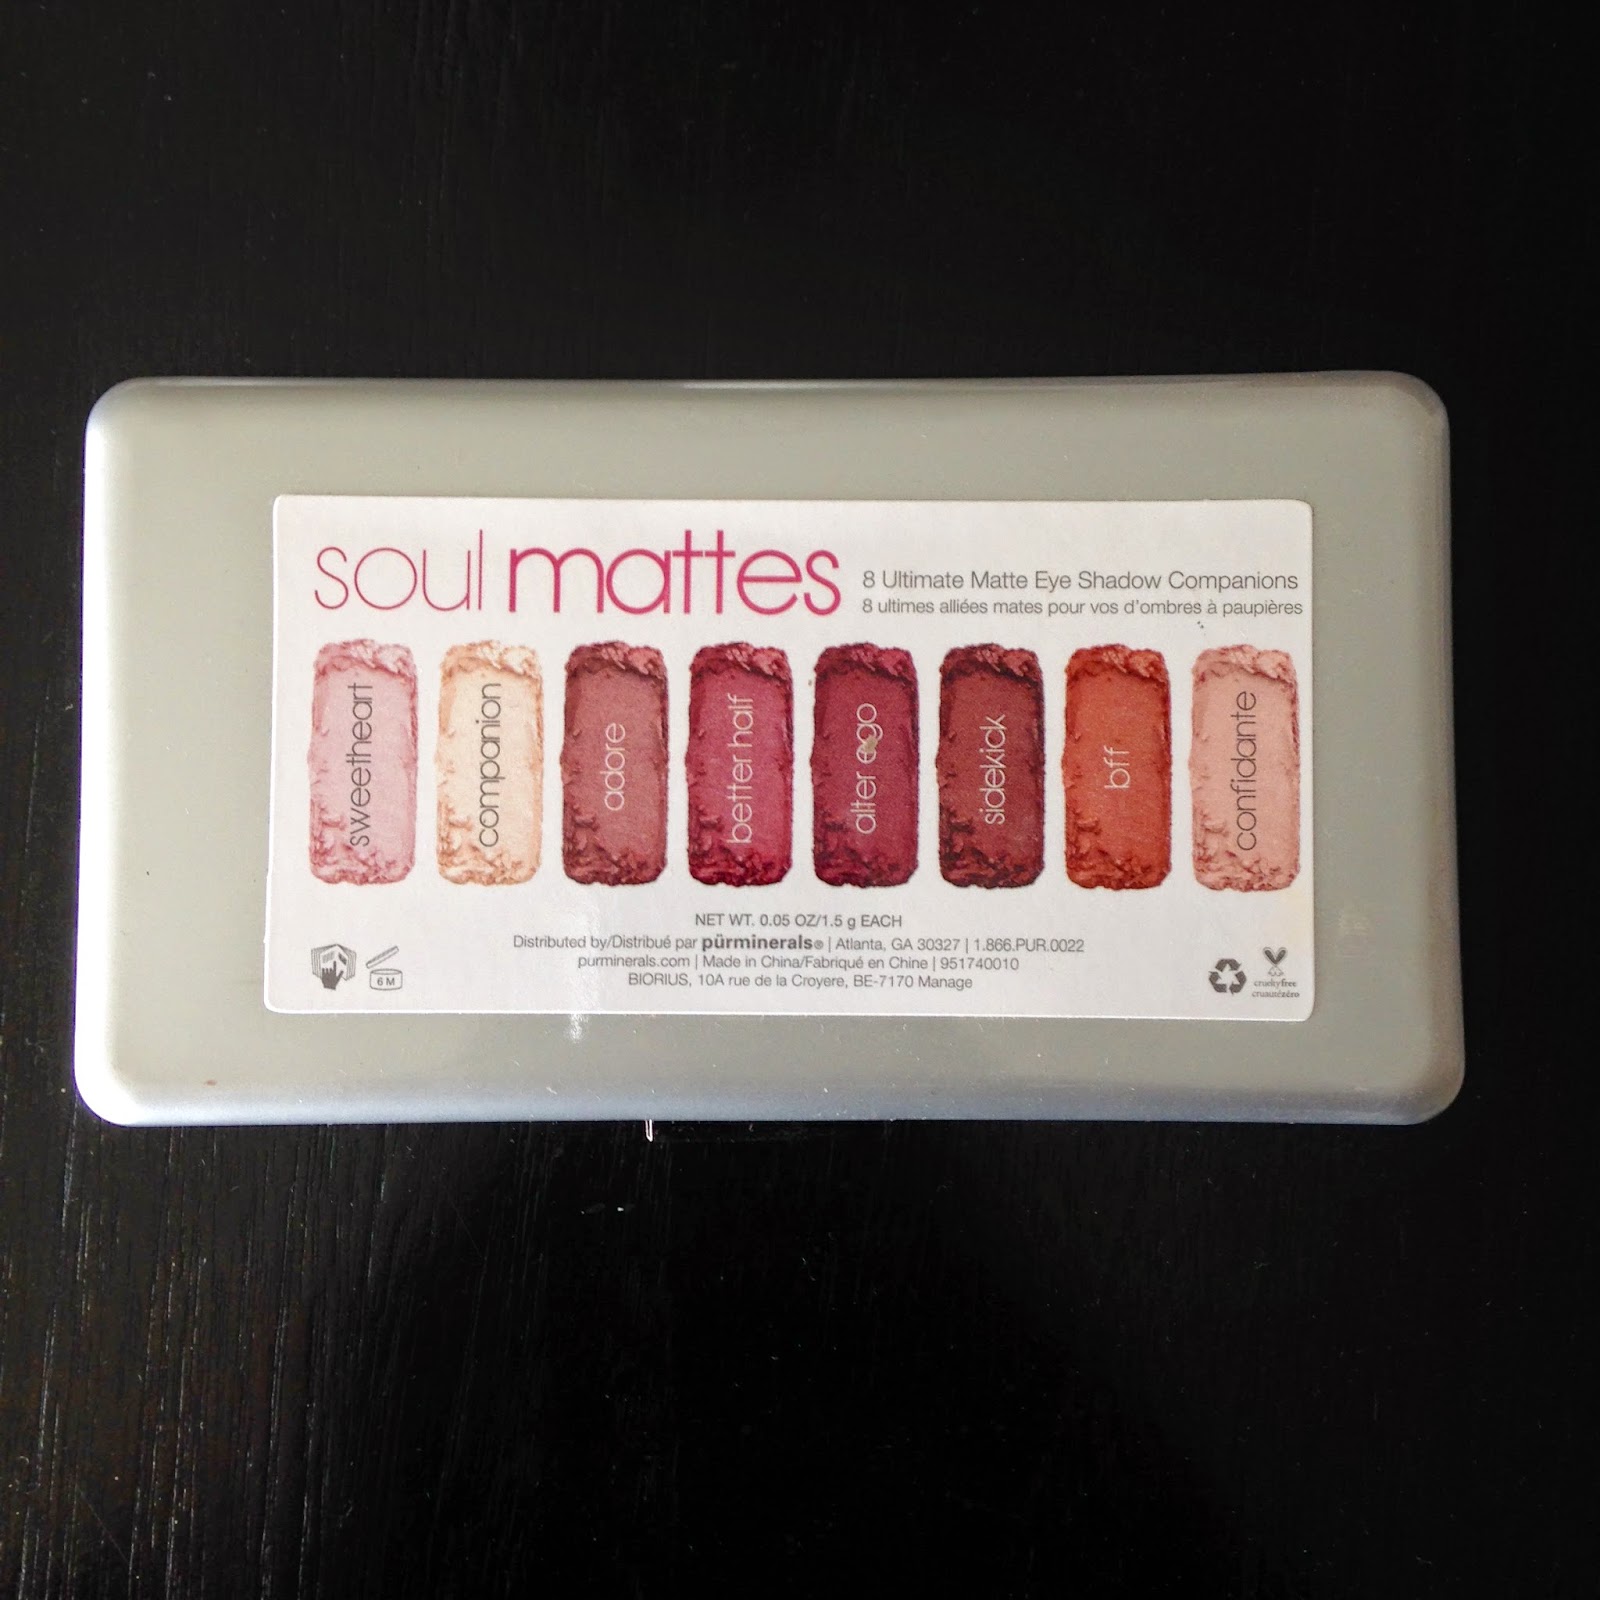 soul mattes
8 Ultimate Matte Eye Shadow Companions
8 ultimes alliées mates pour vos d'ombres à paupières
sweetheart
companion
adore
better half
alter ego
sidekick
bff
confidante
NET WT. 0.05 OZ/1.5 g EACH
Distributed by/Distribué par pürminerals® | Atlanta, GA 30327 | 1.866.PUR.0022
purminerals.com | Made in China/Fabriqué en Chine | 951740010
BIORIUS, 10A rue de la Croyere, BE-7170 Manage
6 M
crueltyfree
cruautézéro